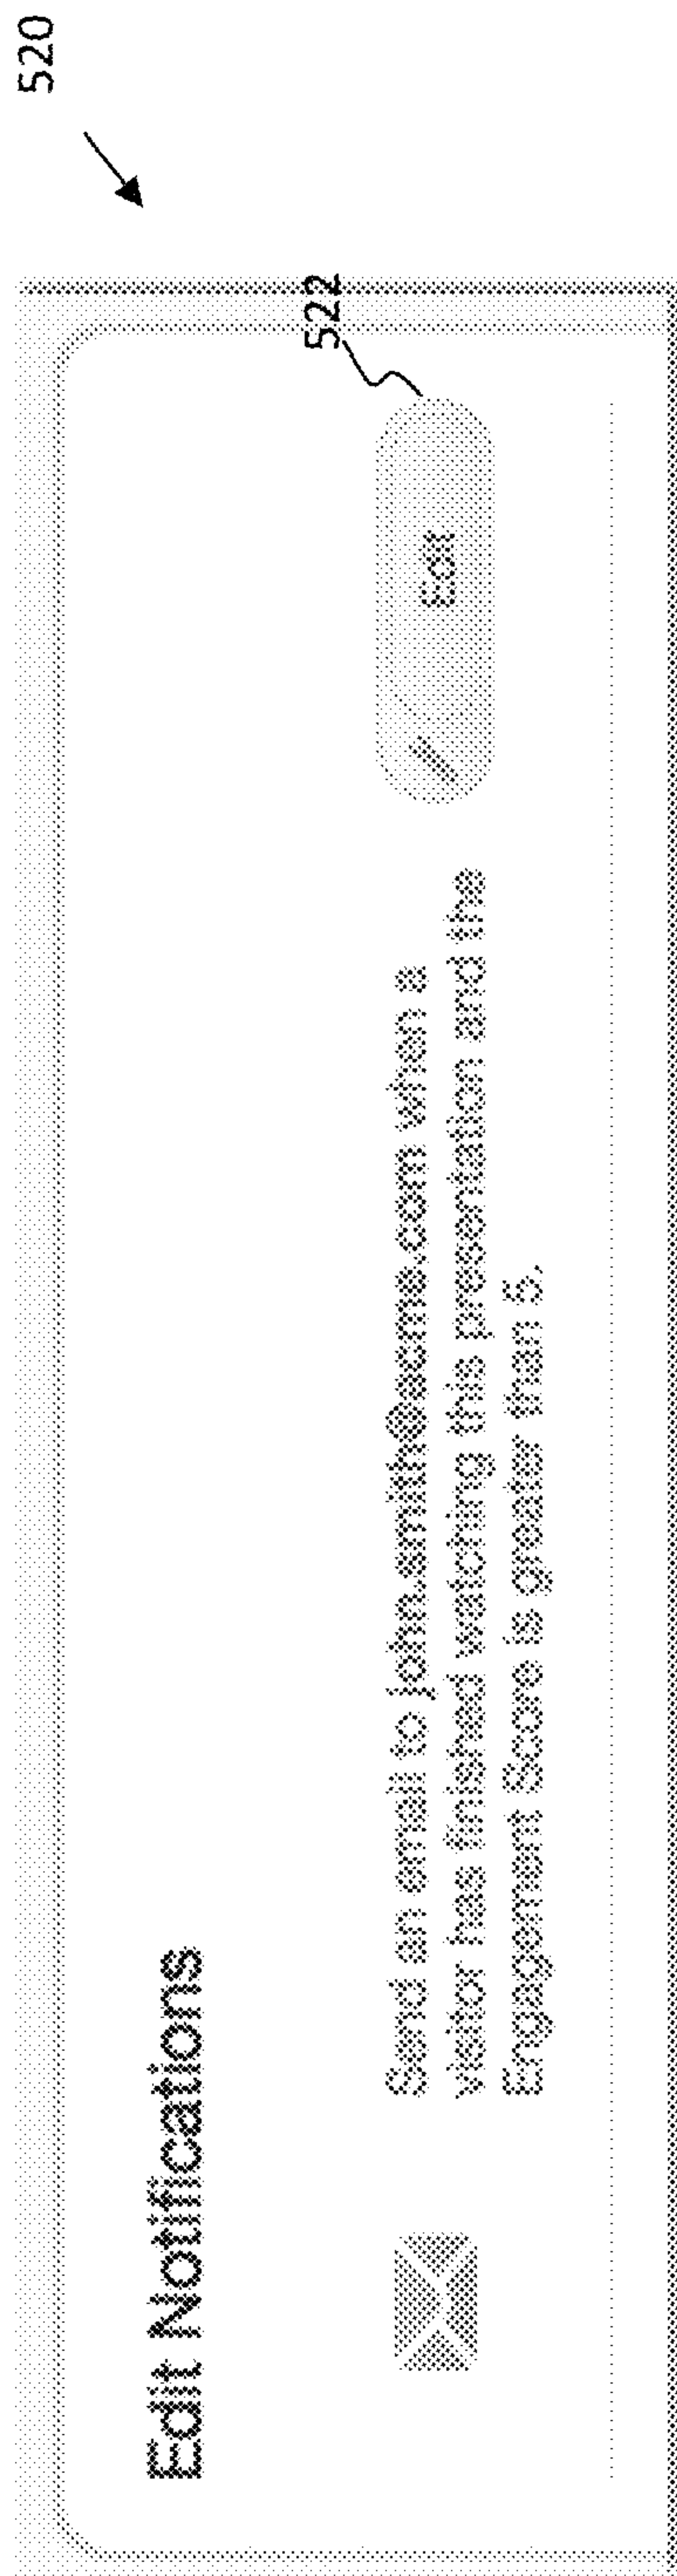 520
522
Edit Notifications
Send an email to john.smith@acme.com when a
visitor has finished watching this presentation and the
Engagement Score is greater than 5.
Edit